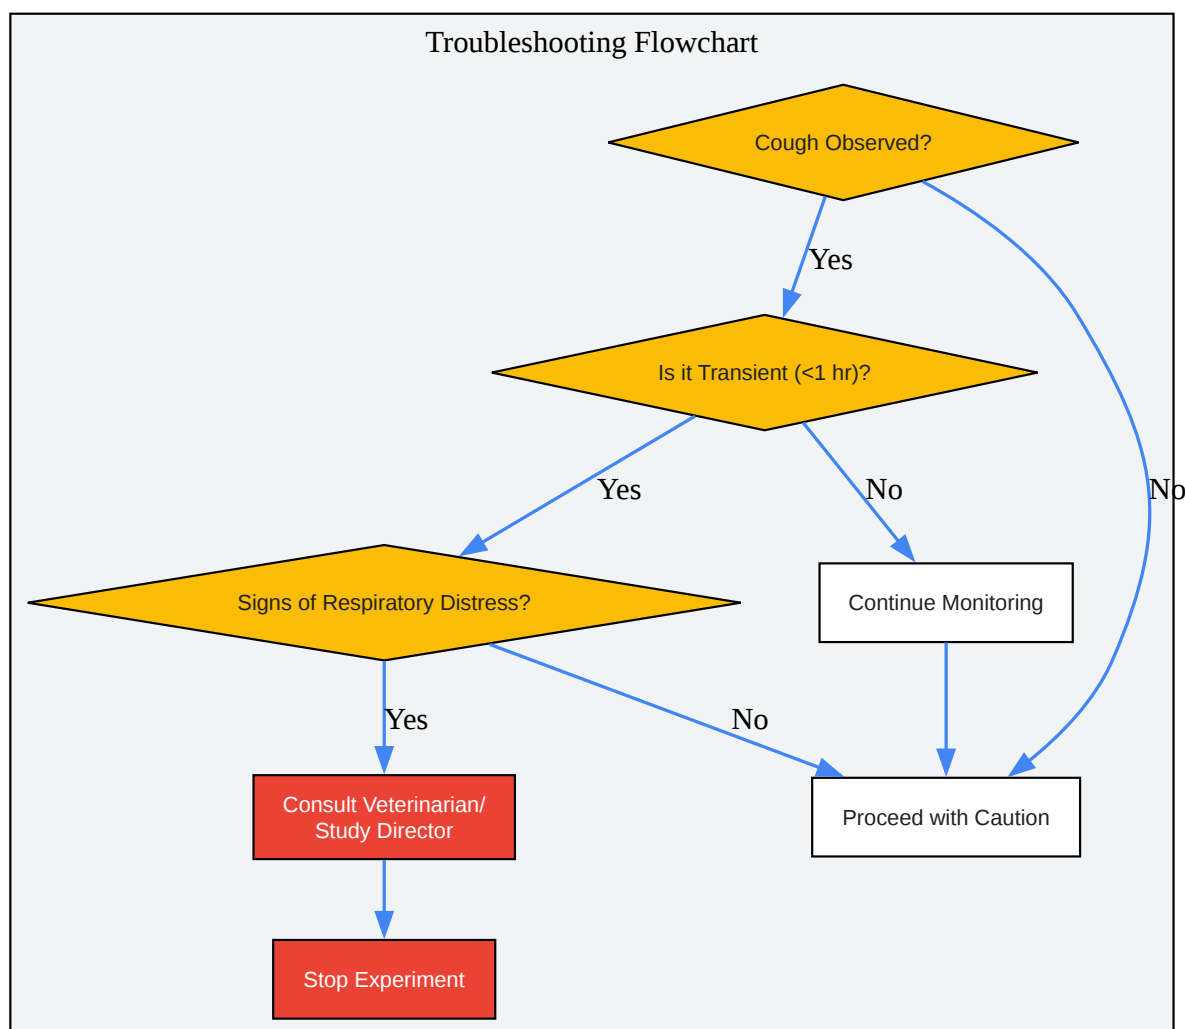 Troubleshooting Flowchart
Cough Observed?
Yes
Is it Transient (<1 hr)?
Yes
No
No
Signs of Respiratory Distress?
Continue Monitoring
Yes
No
Consult Veterinarian/
Study Director
Proceed with Caution
Stop Experiment